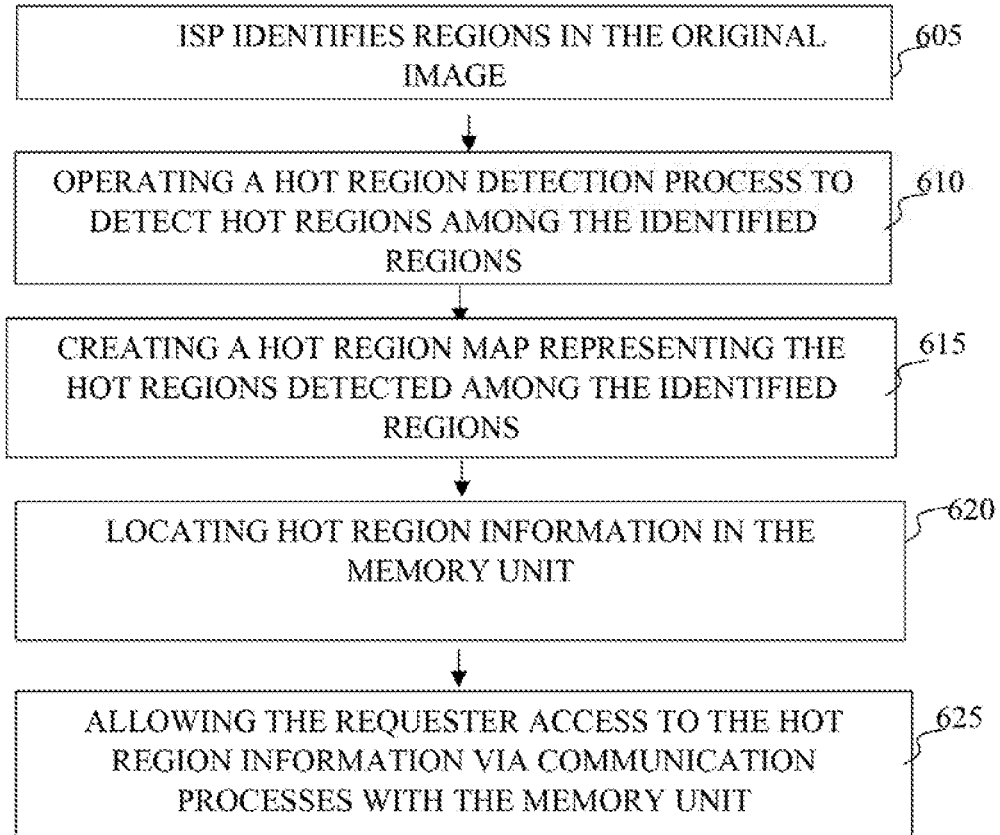 ISP IDENTIFIES REGIONS IN THE ORIGINAL
IMAGE
605
OPERATING A HOT REGION DETECTION PROCESS TO
DETECT HOT REGIONS AMONG THE IDENTIFIED
REGIONS
610
CREATING A HOT REGION MAP REPRESENTING THE
HOT REGIONS DETECTED AMONG THE IDENTIFIED
REGIONS
615
LOCATING HOT REGION INFORMATION IN THE
MEMORY UNIT
620
ALLOWING THE REQUESTER ACCESS TO THE HOT
REGION INFORMATION VIA COMMUNICATION
PROCESSES WITH THE MEMORY UNIT
625